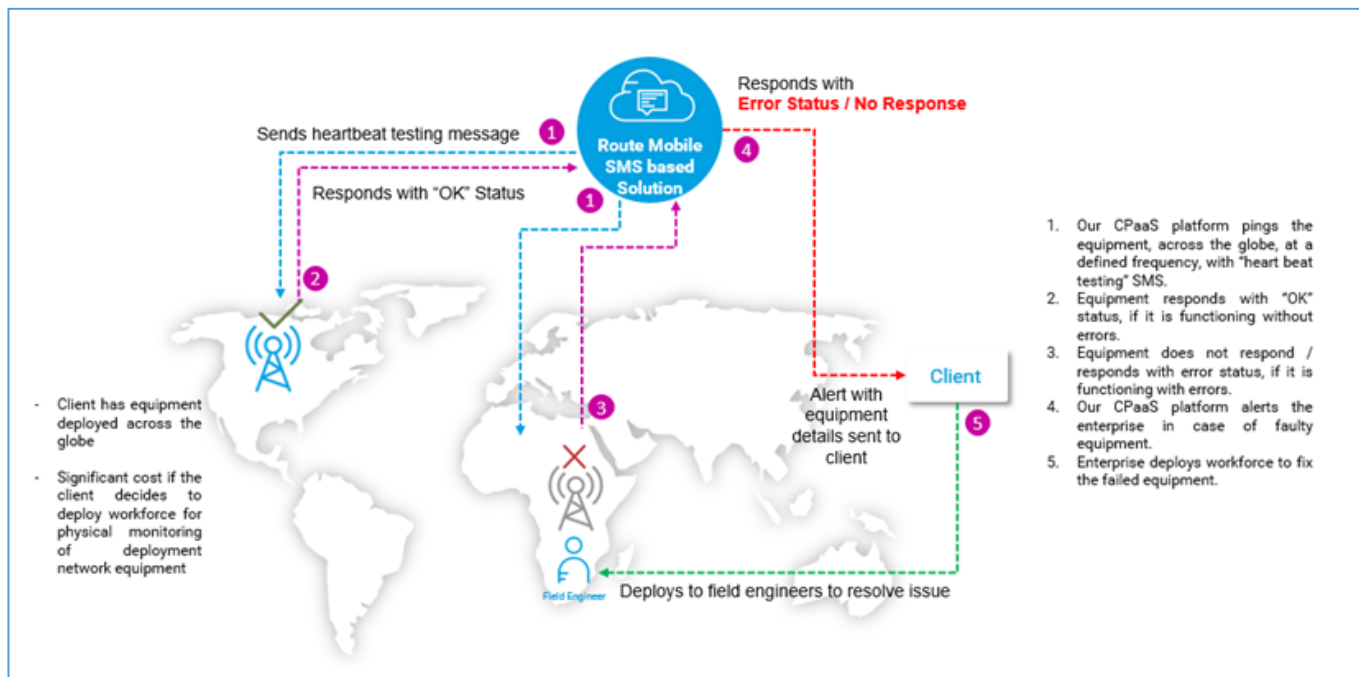 Responds with
Error Status / No Response
Sends heartbeat testing message
1
Route Mobile
SMS based
Solution
4
Responds with “OK” Status
1
2
1. Our CPaaS platform pings the
equipment, across the globe, at a
defined frequency, with “heart beat
testing” SMS.
2. Equipment responds with “OK”
status, if it is functioning without
errors.
3. Equipment does not respond /
responds with error status, if it is
functioning with errors.
4. Our CPaaS platform alerts the
enterprise in case of faulty
equipment.
5. Enterprise deploys workforce to fix
the failed equipment.
Client
- Client has equipment
deployed across the
globe
- Significant cost if the
client decides to
deploy workforce for
physical monitoring
of deployment
network equipment
3
Alert with
equipment
details sent to
client
5
Field Engineer
Deploys to field engineers to resolve issue